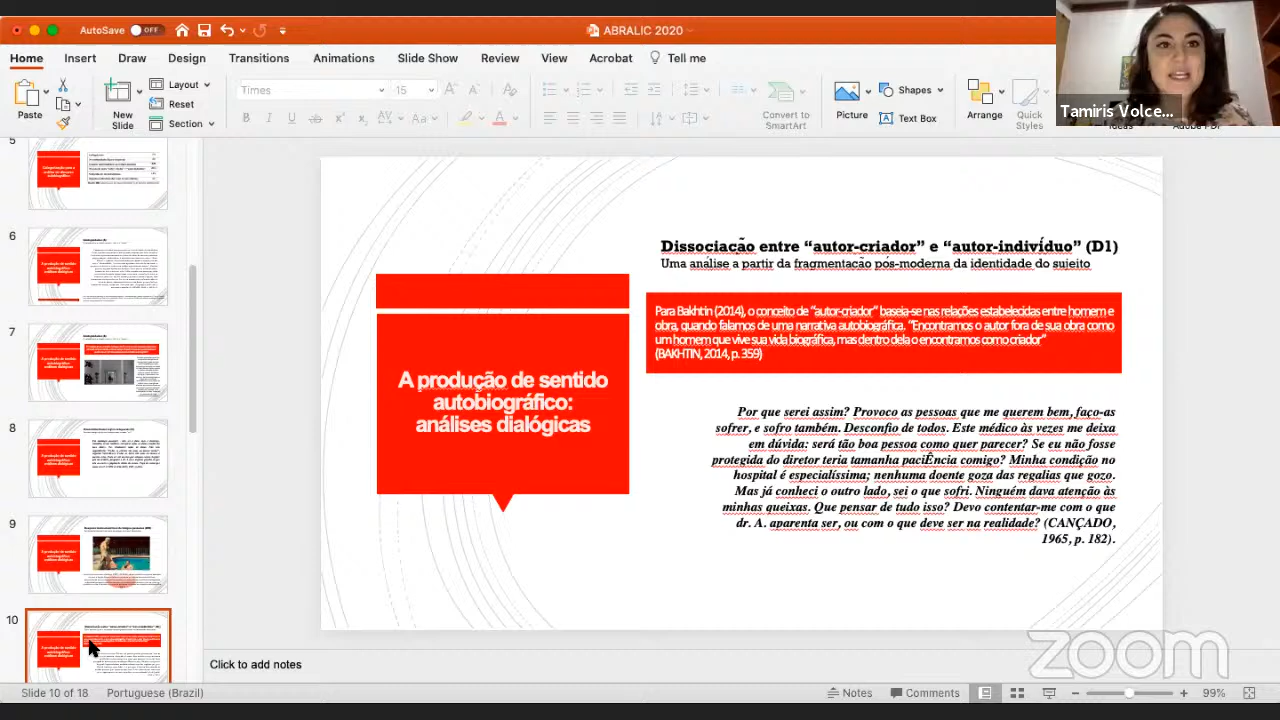 AutoSave OFF
ABRALIC 2020
Home Insert Draw Design Transitions Animations Slide Show Review View Acrobat Tell me
Paste
New
Slide
Layout
Reset
Section
Times 15
Convert to
SmartArt
Picture
Shapes
Text Box
Arrange
Quick
Styles
Tamiris Volce...
5
6
7
8
9
10
Dissociação entre “autor-criador” e “autor-indivíduo” (D1)
Uma análise a partir da fragmentação pós-moderna da identidade do sujeito
Para Bakhtin (2014), o conceito de “autor-criador” baseia-se nas relações estabelecidas entre homem e
obra, quando falamos de uma narrativa autobiográfica. “Encontramos o autor fora de sua obra como
um homem que vive sua vida biográfica, mas dentro dela o encontramos como criador”
(BAKHTIN, 2014, p. 359)
A produção de sentido
autobiográfico:
análises dialógicas
Por que serei assim? Provoco as pessoas que me querem bem, faço-as
sofrer, e sofro também. Desconfio de todos. Este médico às vezes me deixa
em dúvida: será tão boa pessoa como quer parecer? Se eu não fosse
protegida do diretor teria tamanha paciÊncia comigo? Minha condição no
hospital é especialíssima; nenhuma doente goza das regalias que gozo.
Mas já conheci o outro lado, sei o que sofri. Ninguém dava atenção às
minhas queixas. Que pensar de tudo isso? Devo contentar-me com o que
dr. A. aparenta ser, ou com o que deve ser na realidade? (CANÇADO,
1965, p. 182).
zoom
Click to add notes
Slide 10 of 18 Portuguese (Brazil) Notes Comments 99%